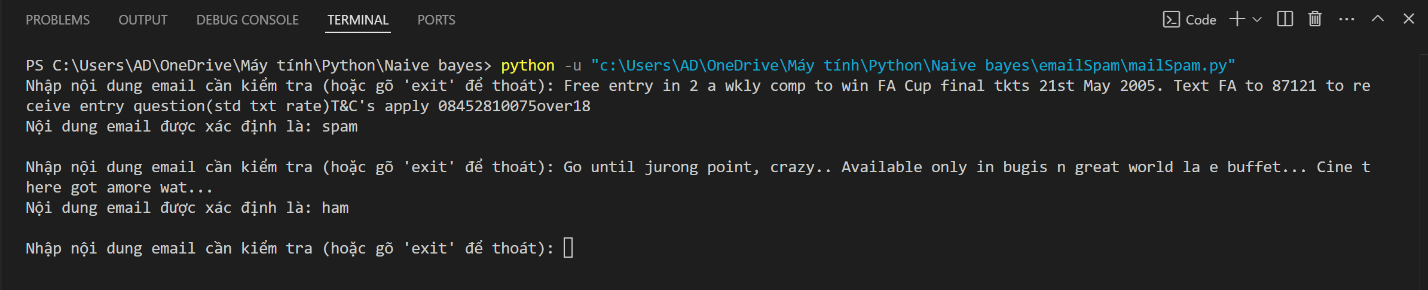 PROBLEMS OUTPUT DEBUG CONSOLE TERMINAL PORTS Code
PS C:\Users\AD\OneDrive\Máy tính\Python\Naive bayes> python -u "c:\Users\AD\OneDrive\Máy tính\Python\Naive bayes\emailSpam\mailSpam.py"
Nhập nội dung email cần kiểm tra (hoặc gõ 'exit' để thoát): Free entry in 2 a wkly comp to win FA Cup final tkts 21st May 2005. Text FA to 87121 to re
ceive entry question(std txt rate)T&C's apply 08452810075over18
Nội dung email được xác định là: spam
Nhập nội dung email cần kiểm tra (hoặc gõ 'exit' để thoát): Go until jurong point, crazy.. Available only in bugis n great world la e buffet... Cine t
here got amore wat...
Nội dung email được xác định là: ham
Nhập nội dung email cần kiểm tra (hoặc gõ 'exit' để thoát):